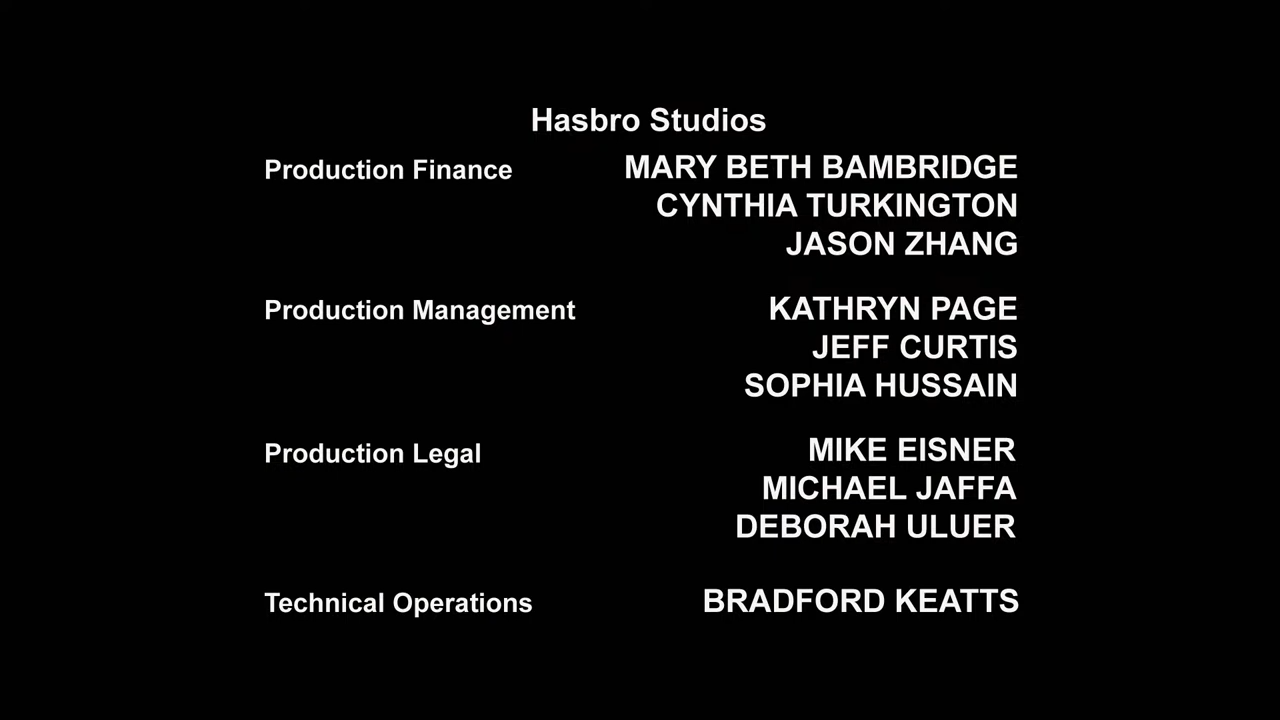 Hasbro Studios
Production Finance MARY BETH BAMBRIDGE
CYNTHIA TURKINGTON
JASON ZHANG
Production Management KATHRYN PAGE
JEFF CURTIS
SOPHIA HUSSAIN
Production Legal MIKE EISNER
MICHAEL JAFFA
DEBORAH ULUER
Technical Operations BRADFORD KEATTS